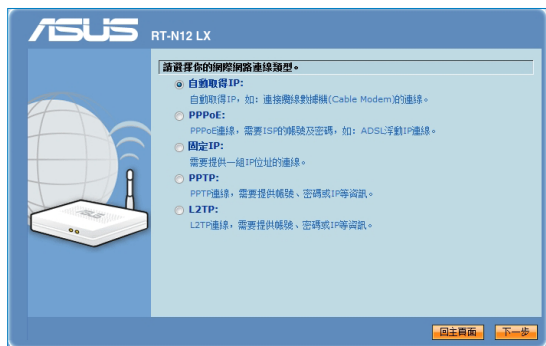 /ISUS RT-N12 LX
請選擇你的網際網路連線類型。
自動取得IP:
自動取得IP，如：連接纜線數據機(Cable Modem)的連線。
PPPoE:
PPPoE連線，需要ISP的帳號及密碼，如：ADSL浮動IP連線。
固定IP:
需要提供一組IP位址的連線。
PPTP:
PPTP連線，需要提供帳號、密碼或IP等資訊。
L2TP:
L2TP連線，需要提供帳號、密碼或IP等資訊。
ASUS
回主頁面 下一步